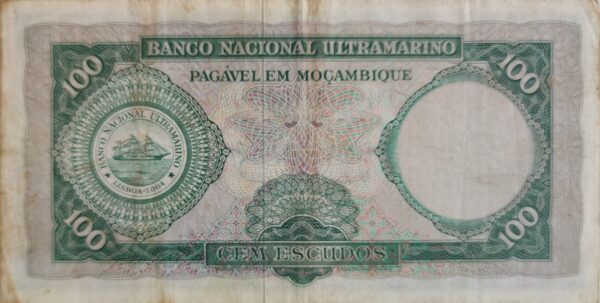 BANCO NACIONAL ULTRAMARINO
PAGÁVEL EM MOÇAMBIQUE
100
100
BANCO NACIONAL ULTRAMARINO
LISBOA-1864
100
100
CEM ESCUDOS